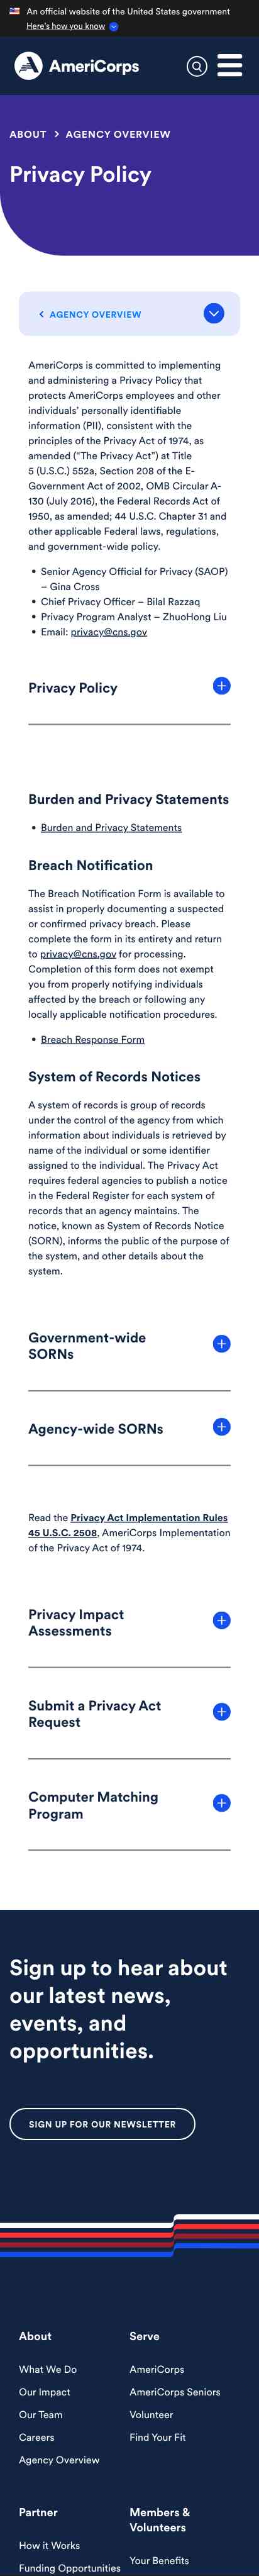 An official website of the United States government
Here's how you know
AmeriCorps
ABOUT > AGENCY OVERVIEW
Privacy Policy
< AGENCY OVERVIEW
AmeriCorps is committed to implementing
and administering a Privacy Policy that
protects AmeriCorps employees and other
individuals’ personally identifiable
information (PII), consistent with the
principles of the Privacy Act of 1974, as
amended (“The Privacy Act”) at Title
5 (U.S.C.) 552a, Section 208 of the E-
Government Act of 2002, OMB Circular A-
130 (July 2016), the Federal Records Act of
1950, as amended; 44 U.S.C. Chapter 31 and
other applicable Federal laws, regulations,
and government-wide policy.
• Senior Agency Official for Privacy (SAOP)
– Gina Cross
• Chief Privacy Officer – Bilal Razzaq
• Privacy Program Analyst – ZhuoHong Liu
• Email: privacy@cns.gov
Privacy Policy
Burden and Privacy Statements
• Burden and Privacy Statements
Breach Notification
The Breach Notification Form is available to
assist in properly documenting a suspected
or confirmed privacy breach. Please
complete the form in its entirety and return
to privacy@cns.gov for processing.
Completion of this form does not exempt
you from properly notifying individuals
affected by the breach or following any
locally applicable notification procedures.
• Breach Response Form
System of Records Notices
A system of records is group of records
under the control of the agency from which
information about individuals is retrieved by
name of the individual or some identifier
assigned to the individual. The Privacy Act
requires federal agencies to publish a notice
in the Federal Register for each system of
records that an agency maintains. The
notice, known as System of Records Notice
(SORN), informs the public of the purpose of
the system, and other details about the
system.
Government-wide
SORNs
Agency-wide SORNs
Read the Privacy Act Implementation Rules
45 U.S.C. 2508, AmeriCorps Implementation
of the Privacy Act of 1974.
Privacy Impact
Assessments
Submit a Privacy Act
Request
Computer Matching
Program
Sign up to hear about
our latest news,
events, and
opportunities.
SIGN UP FOR OUR NEWSLETTER
About
What We Do
Our Impact
Our Team
Careers
Agency Overview
Serve
AmeriCorps
AmeriCorps Seniors
Volunteer
Find Your Fit
Partner
How it Works
Funding Opportunities
Members &
Volunteers
Your Benefits